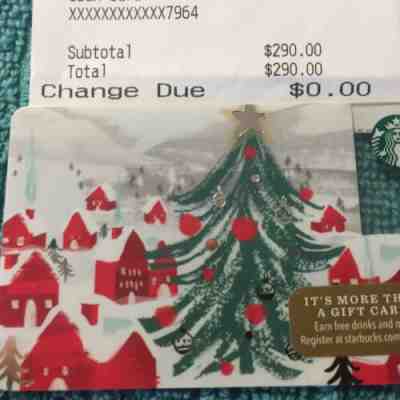 XXXXXXXXXXXX7964
Subtotal $290.00
Total $290.00
Change Due $0.00
IT'S MORE TH
A GIFT CAR
Earn free drinks and m
Register at starbucks.com